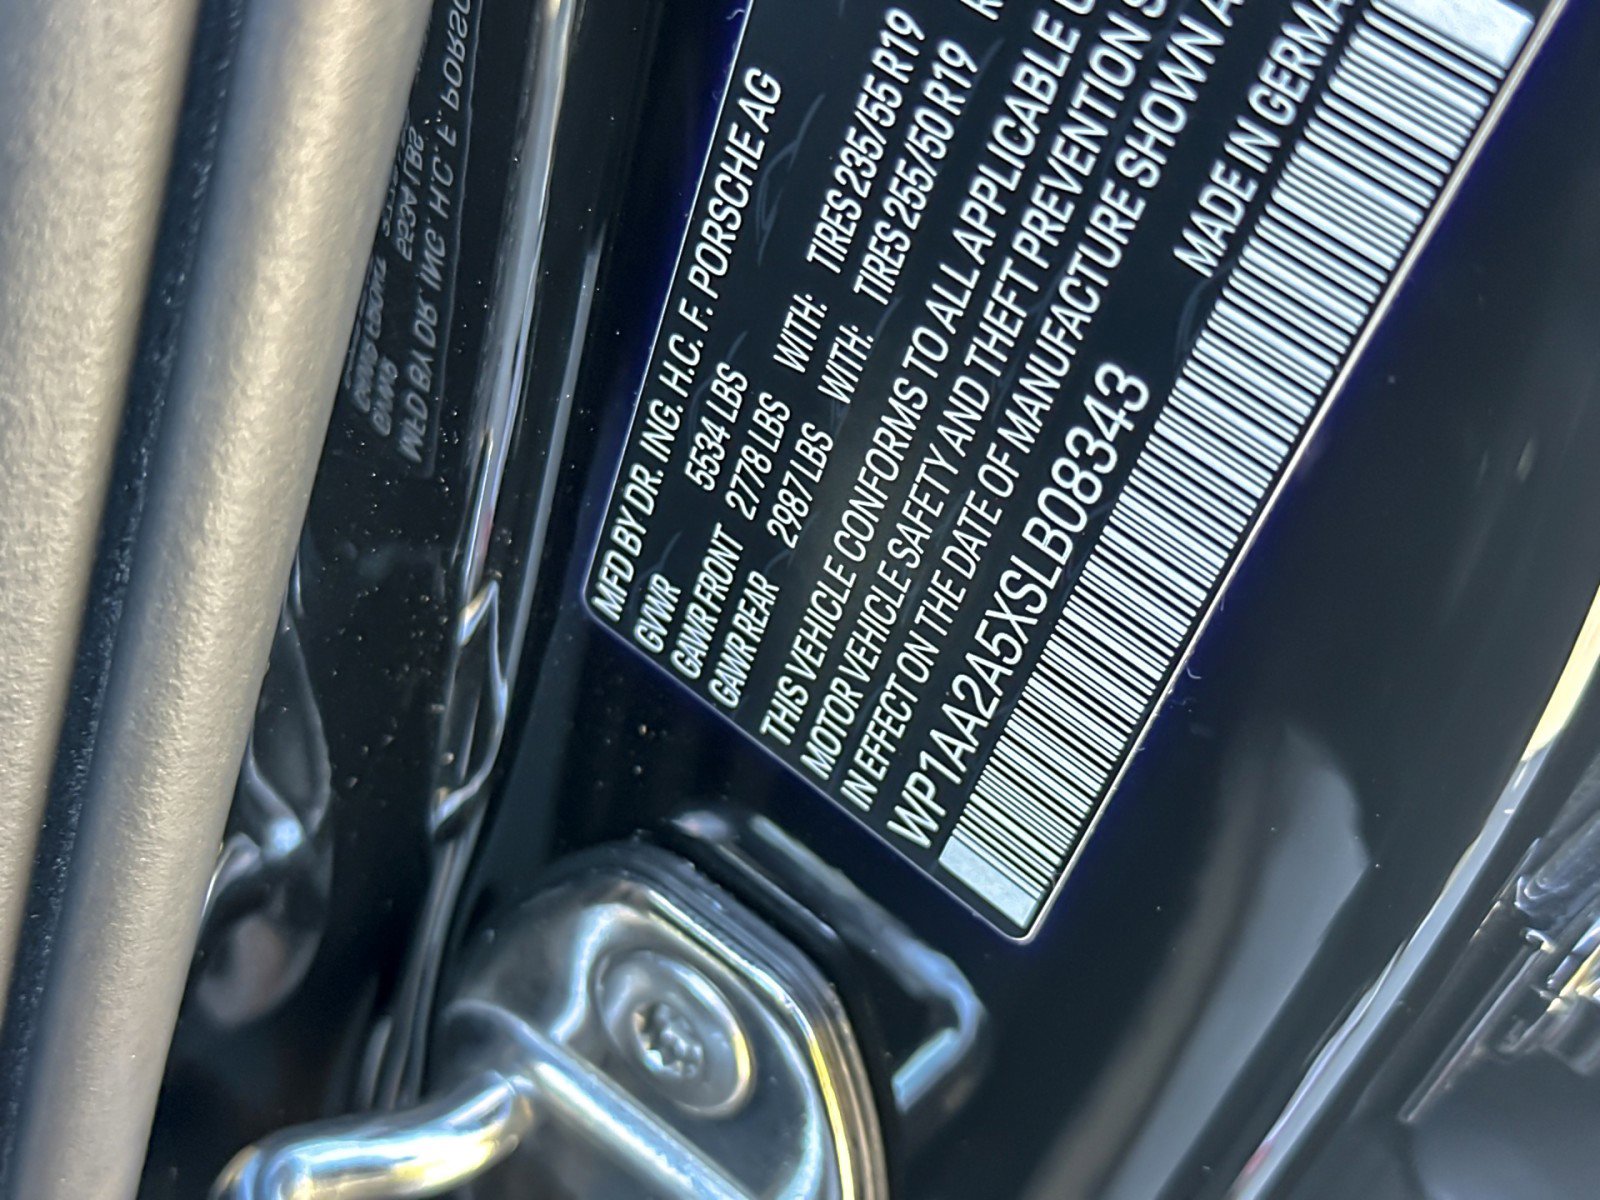 MFD BY DR. ING. H.C. F. PORSCHE AG
GVWR 5534 LBS
GAWR FRONT 2778 LBS WITH: TIRES 235/55 R19
GAWR REAR 2987 LBS WITH: TIRES 255/50 R19
THIS VEHICLE CONFORMS TO ALL APPLICABLE
MOTOR VEHICLE SAFETY AND THEFT PREVENTION
IN EFFECT ON THE DATE OF MANUFACTURE SHOWN
WP1AA2A5XSLB08343 MADE IN GERMA